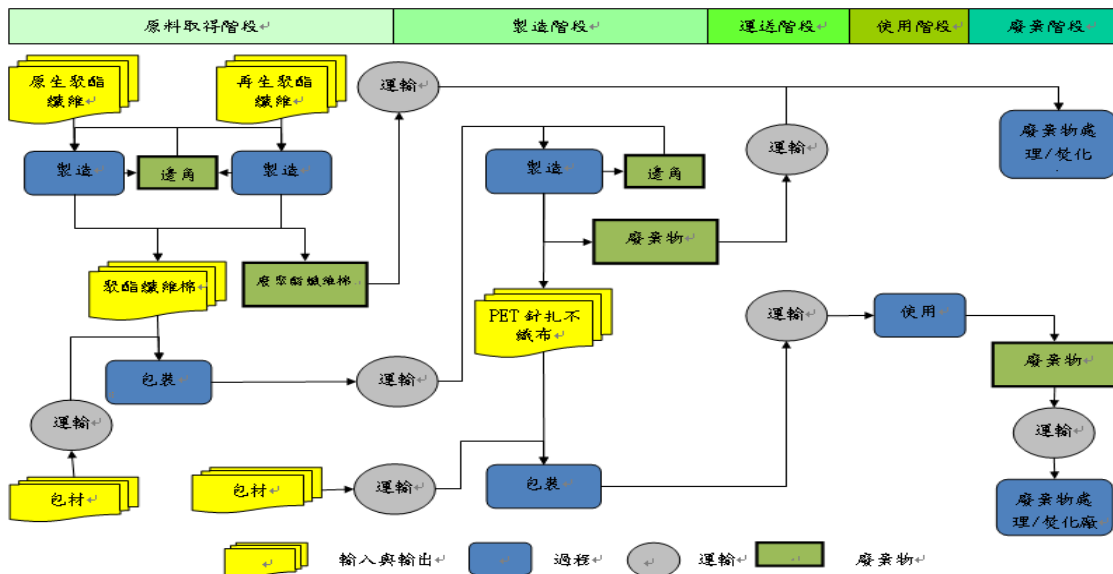 原料取得階段
製造階段
運送階段
使用階段
廢棄階段
原生聚酯
纖維
再生聚酯
纖維
運輸
製造
邊角
製造
製造
邊角
運輸
廢棄物處
理/焚化
廢棄物
聚酯纖維棉
廢聚酯纖維棉
PET 針扎不
織布
運輸
使用
包裝
運輸
廢棄物
運輸
運輸
包材
包材
運輸
包裝
廢棄物處
理/焚化廠
輸入與輸出
過程
運輸
廢棄物